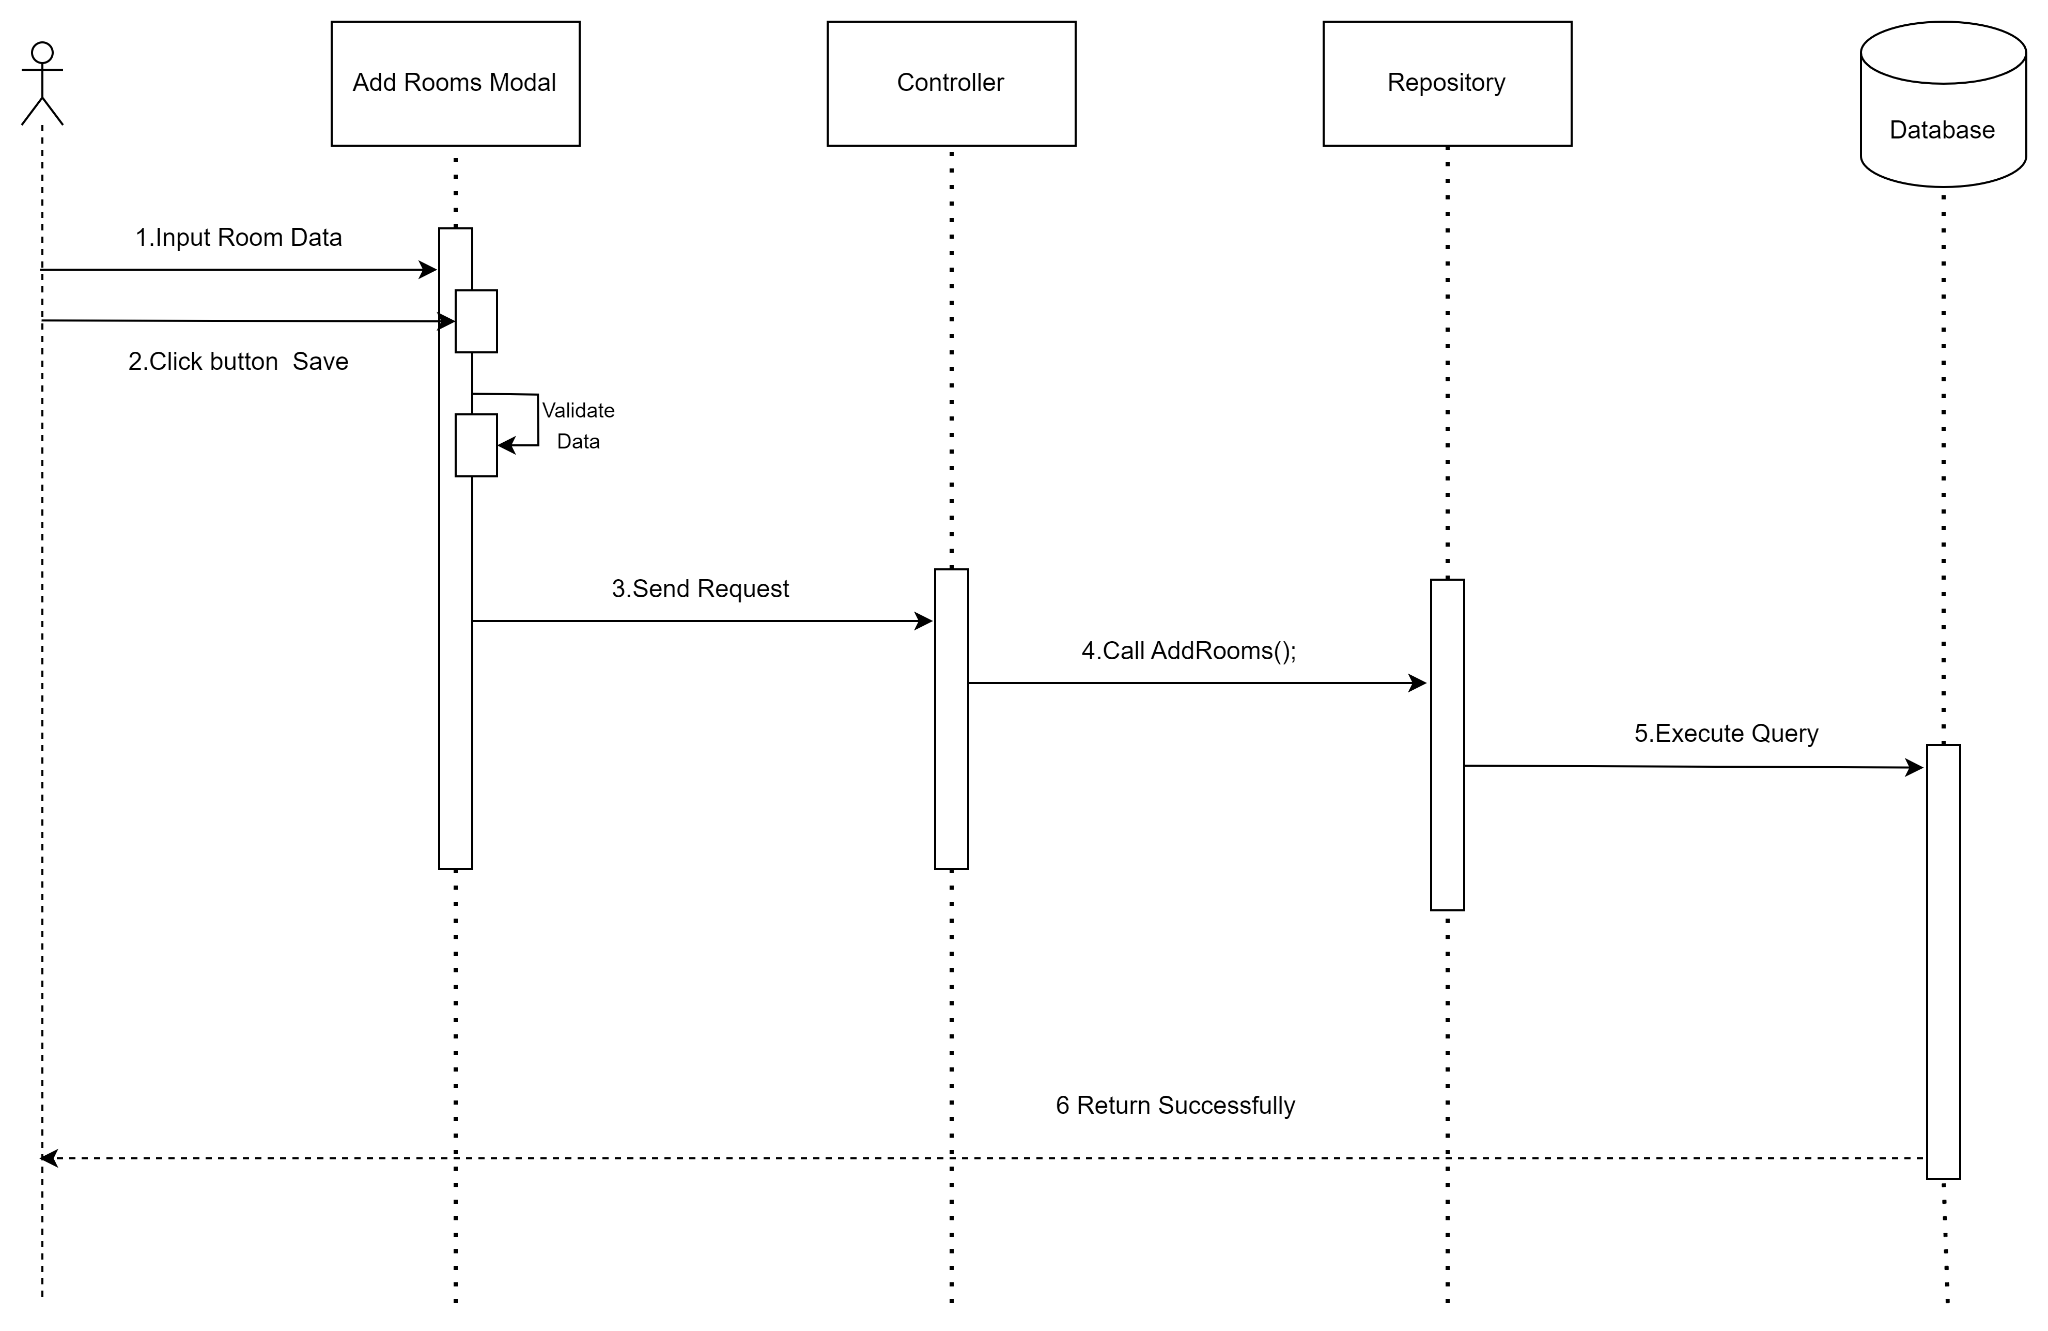 Add Rooms Modal
Controller
Repository
Database
1.Input Room Data
2.Click button  Save
Validate
Data
3.Send Request
4.Call AddRooms();
5.Execute Query
6 Return Successfully